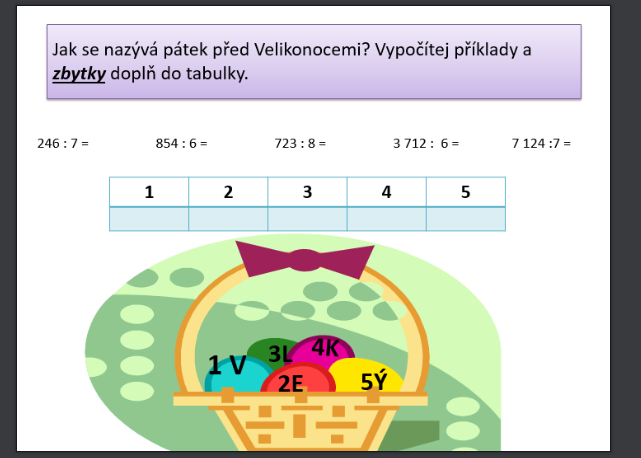 Jak se nazývá pátek před Velikonocemi? Vypočítej příklady a
zbytky doplň do tabulky.
246 : 7 = 854 : 6 = 723 : 8 = 3 712 : 6 = 7 124 :7 =
1 2 3 4 5
3L 4K
1 V
2E 5Ý